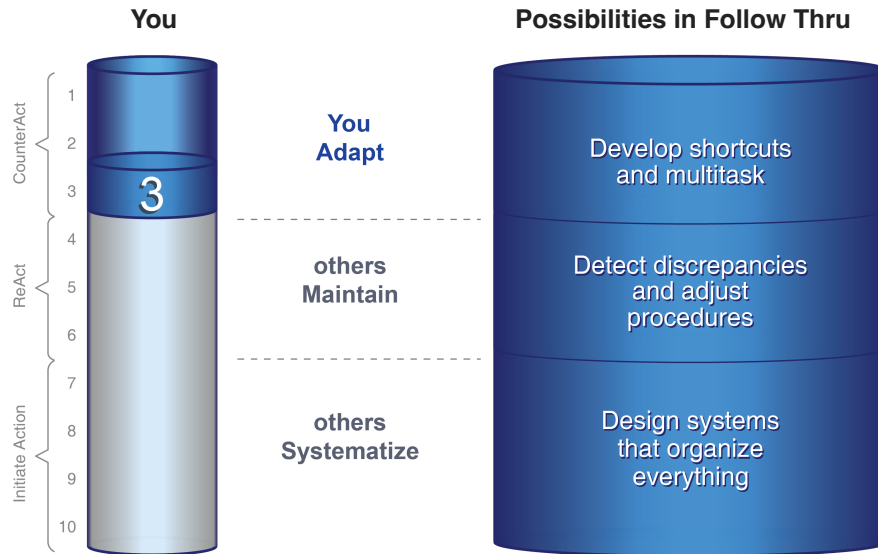 You
Possibilities in Follow Thru
CounterAct
1
2
3
3
You
Adapt
Develop shortcuts
and multitask
ReAct
4
5
6
others
Maintain
Detect discrepancies
and adjust
procedures
Initiate Action
7
8
9
10
others
Systematize
Design systems
that organize
everything